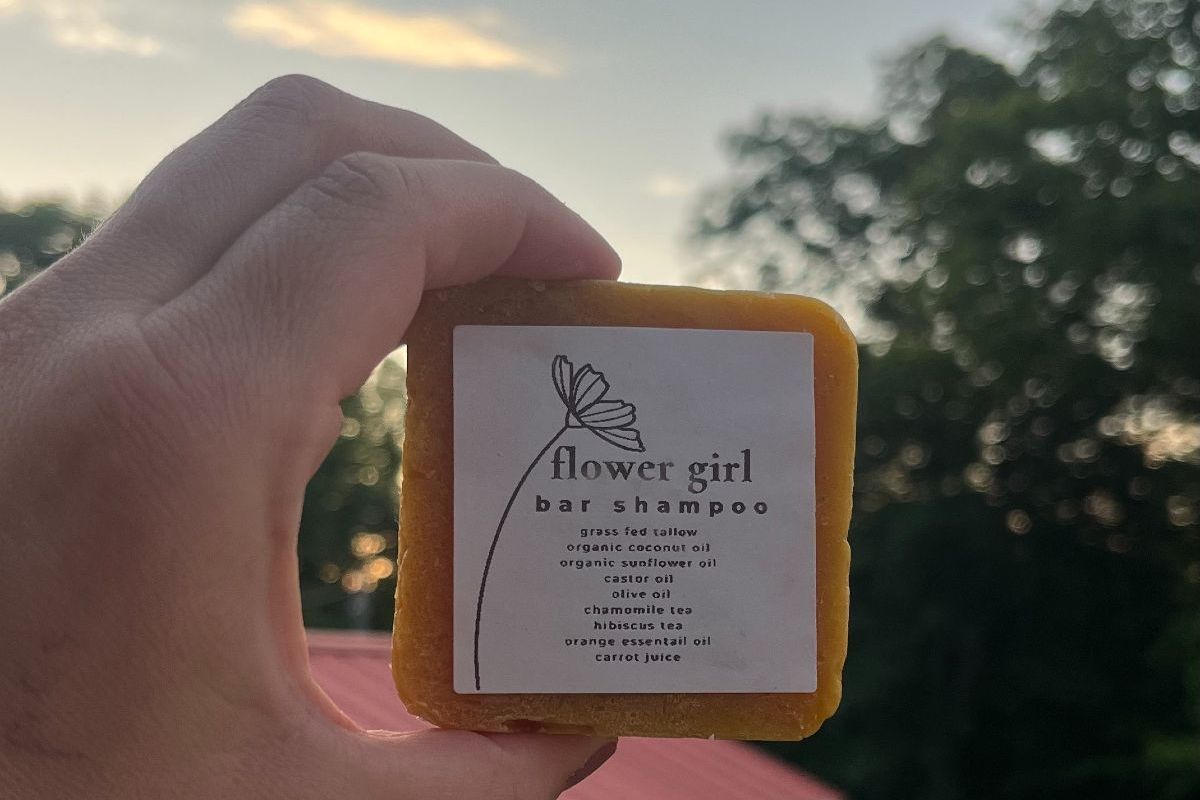 flower girl
bar shampoo
grass fed tallow
organic coconut oil
organic sunflower oil
castor oil
olive oil
chamomile tea
hibiscus tea
orange essentail oil
carrot juice